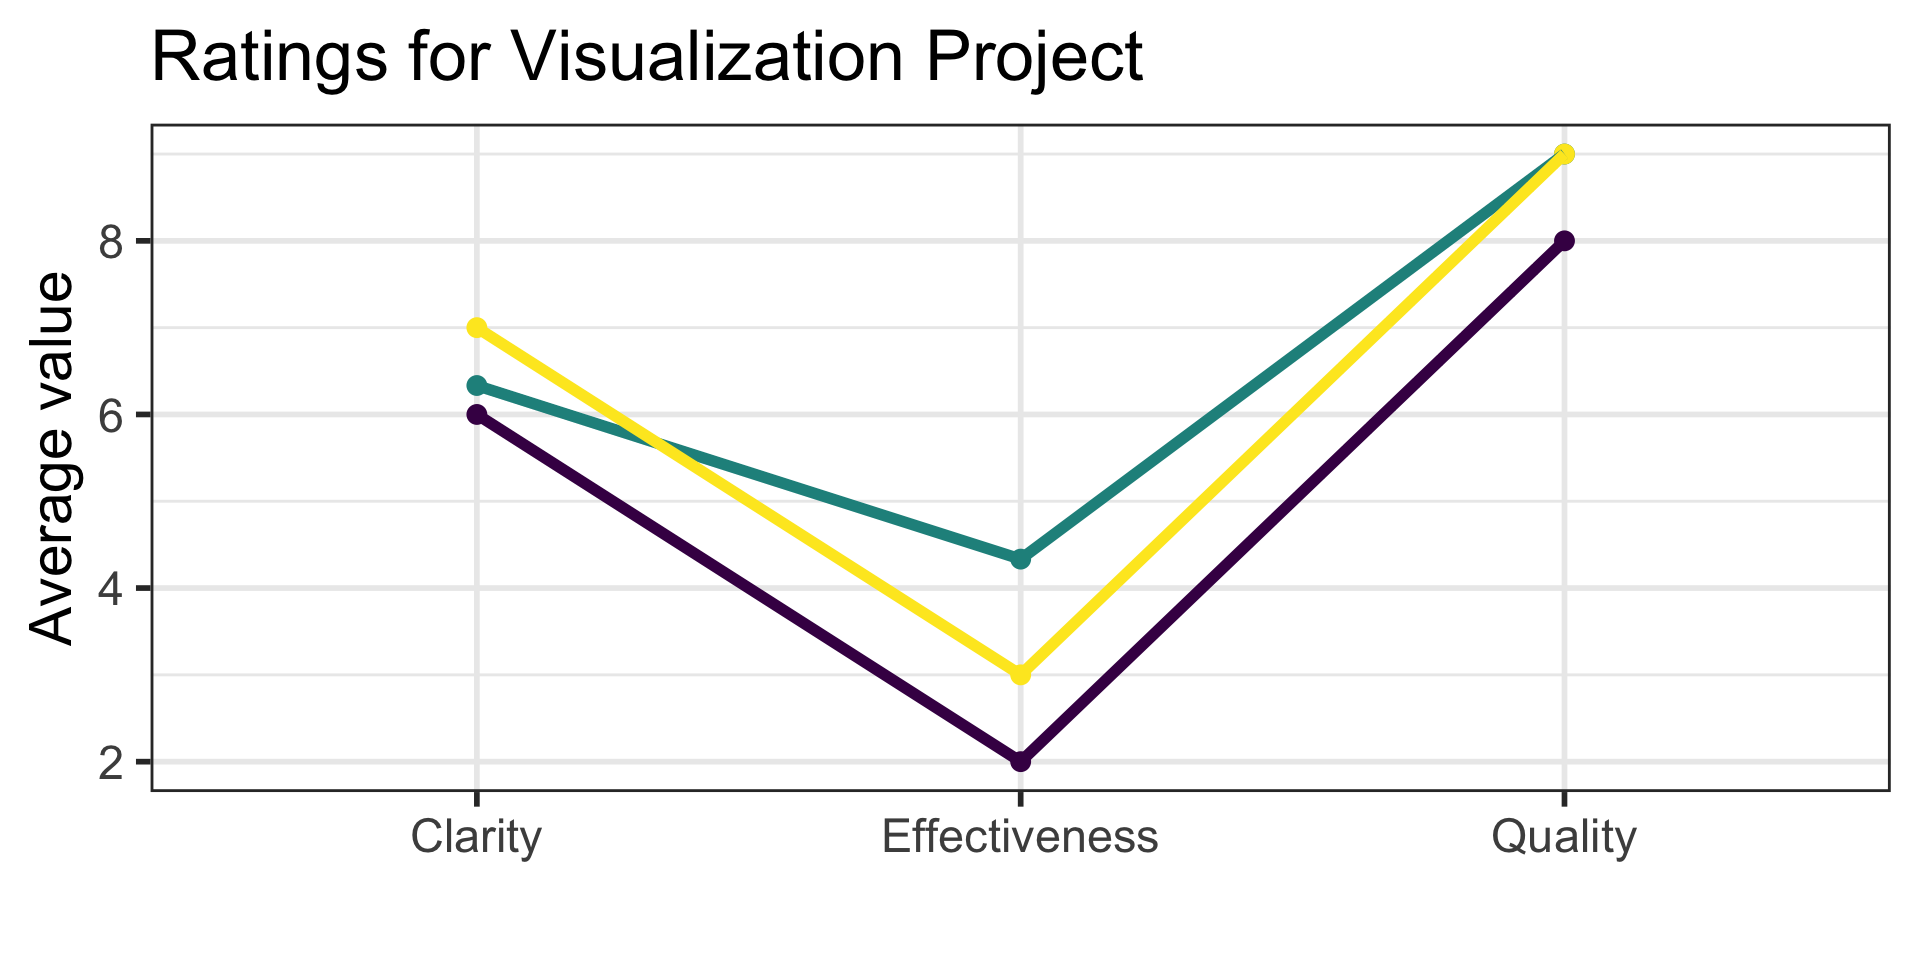 Ratings for Visualization Project
Average value
8
6
4
2
Clarity Effectiveness Quality